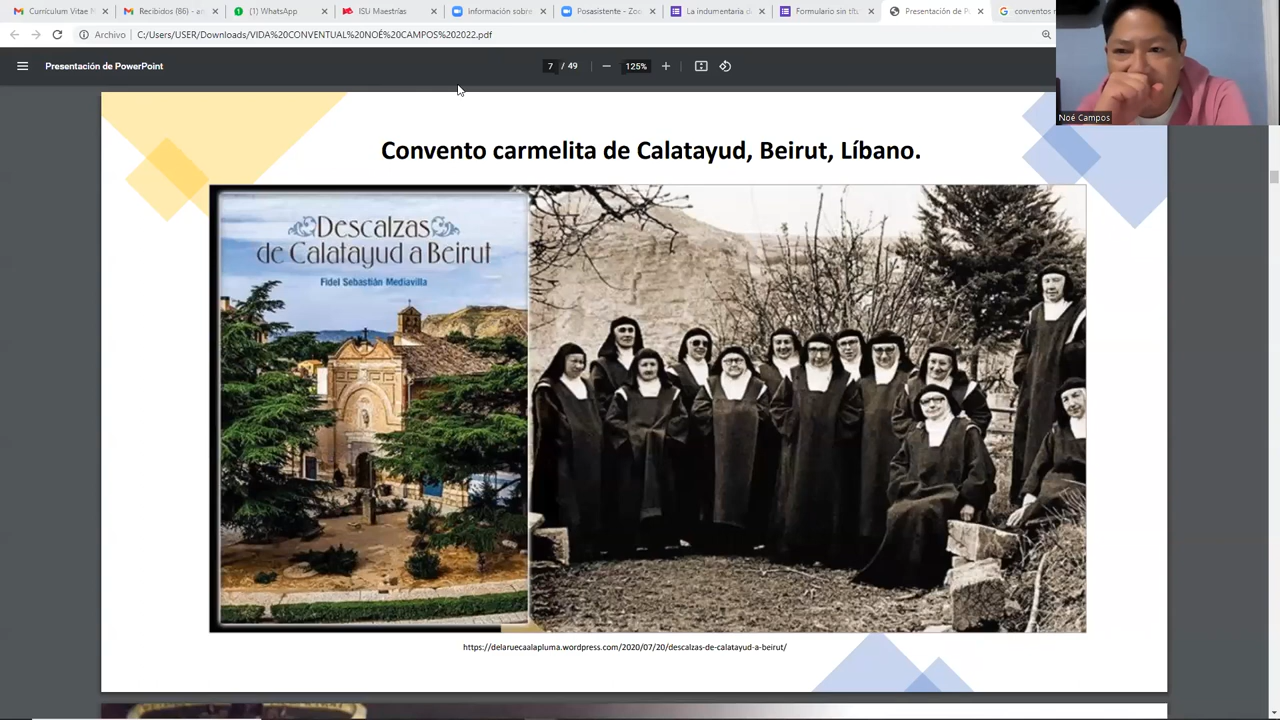 Currículum Vitae
Recibidos (86) - an
(1) WhatsApp
ISU Maestrías
Información sobre
Posasistente - Zoo
La indumentaria d
Formulario sin tít
Presentación de P
conventos
Archivo
C:/Users/USER/Downloads/VIDA%20CONVENTUAL%20NOÉ%20CAMPOS%202022.pdf
Presentación de PowerPoint
7 / 49
125%
Noé Campos
Convento carmelita de Calatayud, Beirut, Líbano.
Descalzas
de Calatayud a Beirut
Fidel Sebastián Mediavilla
https://delaruecaalapluma.wordpress.com/2020/07/20/descalzas-de-calatayud-a-beirut/